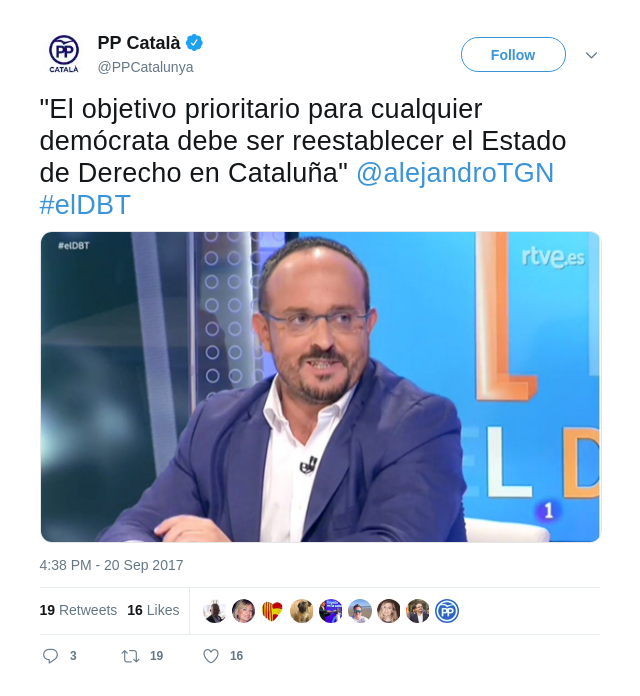 PP Català
@PPCatalunya
Follow
PP
CATALÀ
"El objetivo prioritario para cualquier
demócrata debe ser reestablecer el Estado
de Derecho en Cataluña" @alejandroTGN
#elDBT
#elDBT
rtve.es
EL D
1
4:38 PM - 20 Sep 2017
19 Retweets 16 Likes
PP
3 19 16